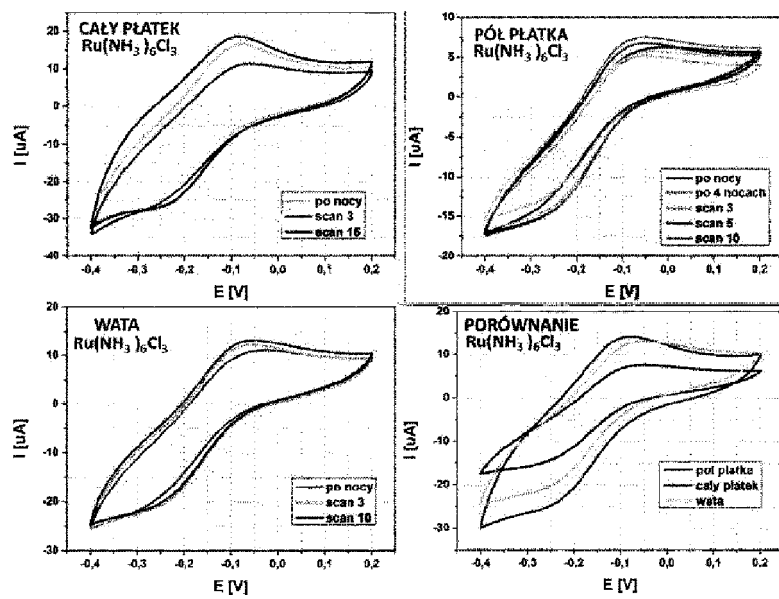 CAŁY PŁATEK
Ru(NH3)6Cl3
I [uA]
20
10
0
-10
-20
-30
-40
po nocy
scan 3
scan 15
-0,4 -0,3 -0,2 -0,1 0,0 0,1 0,2
E [V]
PÓŁ PŁATKA
Ru(NH3)6Cl3
I [uA]
10
5
0
-5
-10
-15
-20
po nocy
po 4 nocach
scan 3
scan 5
scan 10
-0,4 -0,3 -0,2 -0,1 0,0 0,1 0,2
E [V]
WATA
Ru(NH3)6Cl3
I [uA]
20
10
0
-10
-20
-30
po nocy
scan 3
scan 10
-0,4 -0,3 -0,2 -0,1 0,0 0,1 0,2
E [V]
PORÓWNANIE
Ru(NH3)6Cl3
I [uA]
20
10
0
-10
-20
-30
pół płatka
cały płatek
wata
-0,4 -0,3 -0,2 -0,1 0,0 0,1 0,2
E [V]